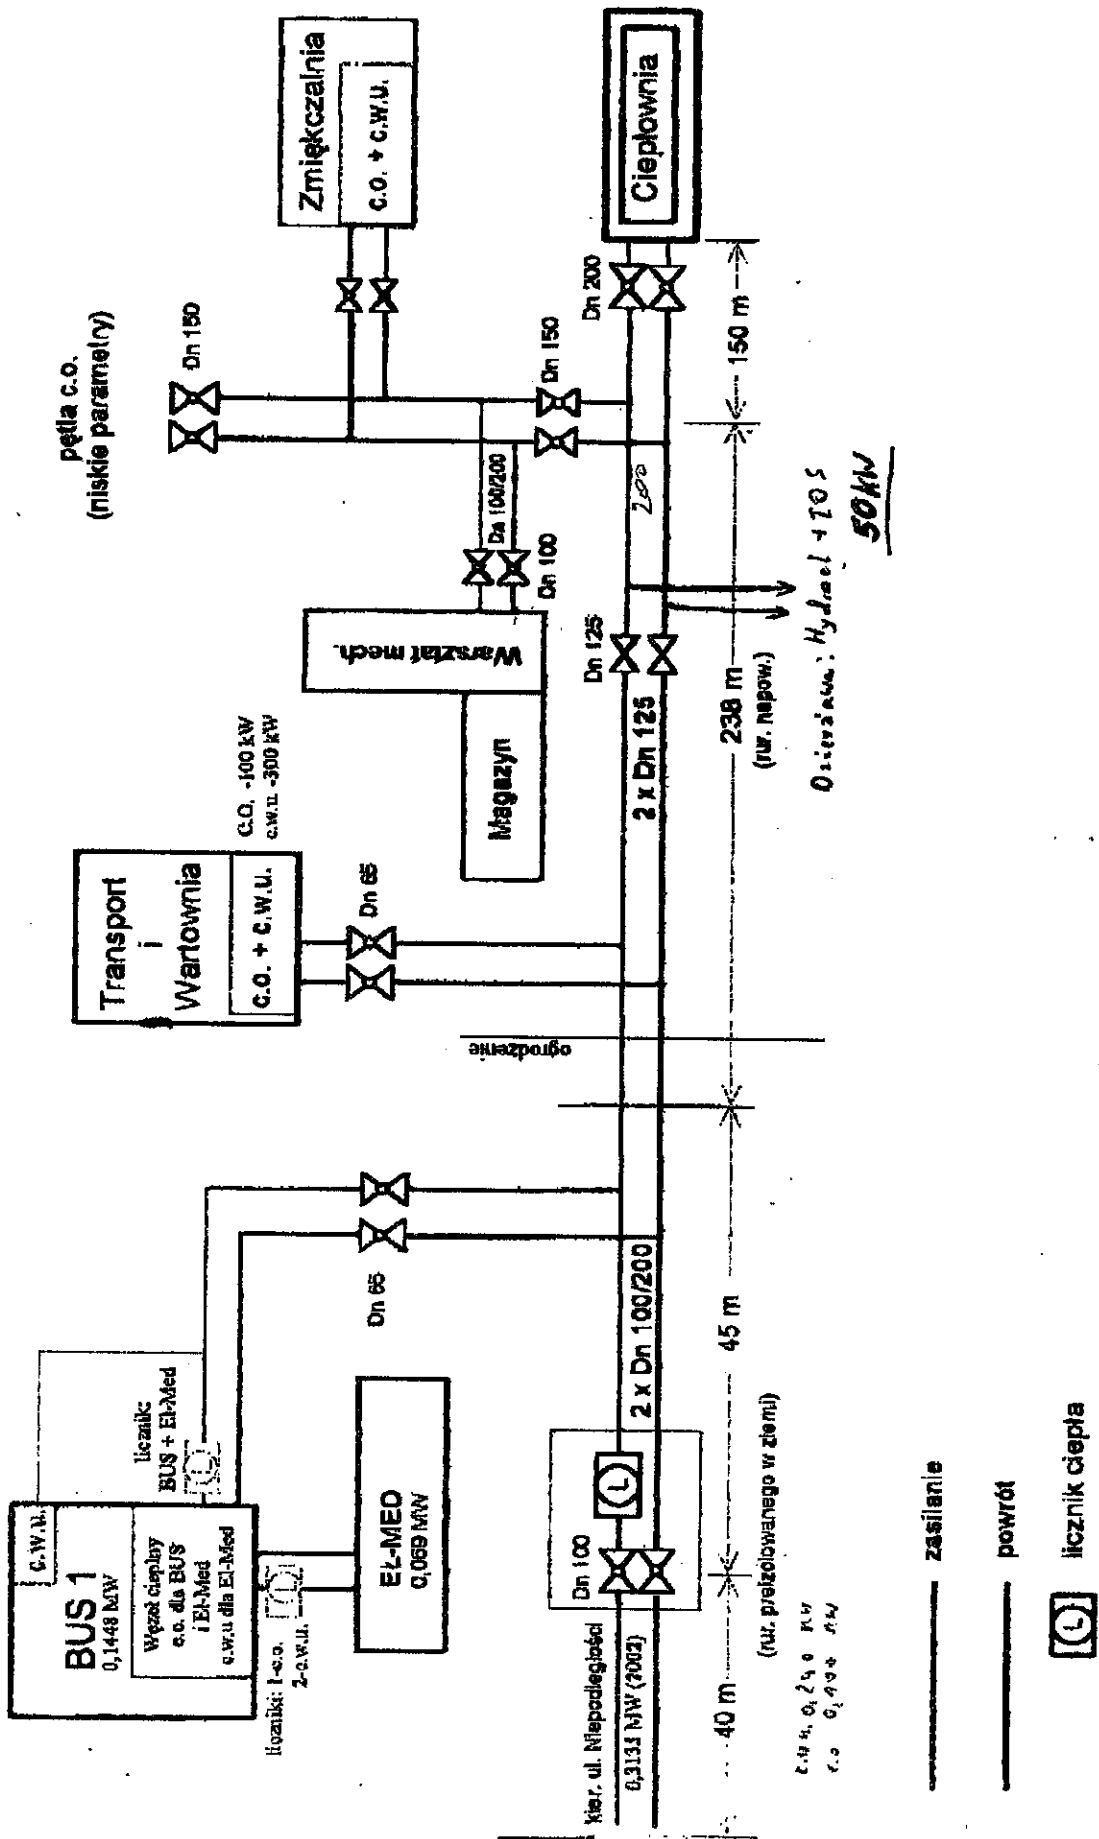 pętla c.o.
(niskie parametry)
Dn 150
Zmiękczalnia
c.o. + c.w.u.
Ciepłownia
Dn 200
Dn 150
150 m
Dn 100/200
Dn 100
Warsztat mech.
Magazyn
200
Dn 125
2 x Dn 125
238 m
(rur. napow.)
50 kW
Transport
i
Wartownia
c.o. + c.w.u.
C.O. -100 kW
c.w.u -300 kW
Dn 65
ogrodzenie
BUS 1
0,1448 MW
c.w.u.
Węzeł cieplny
c.o. dla BUS
i El-Med
c.w.u dla El-Med
licznik:
BUS + El-Med
liczniki: 1-c.o.
2-c.w.u.
EŁ-MED
0,069 MW
Dn 65
2 x Dn 100/200
45 m
L
Dn 100
kier. ul. Niepodległości
0,3135 MW (2002)
40 m
(rur. preizolowanego w ziemi)
zasilanie
powrót
L
licznik ciepła